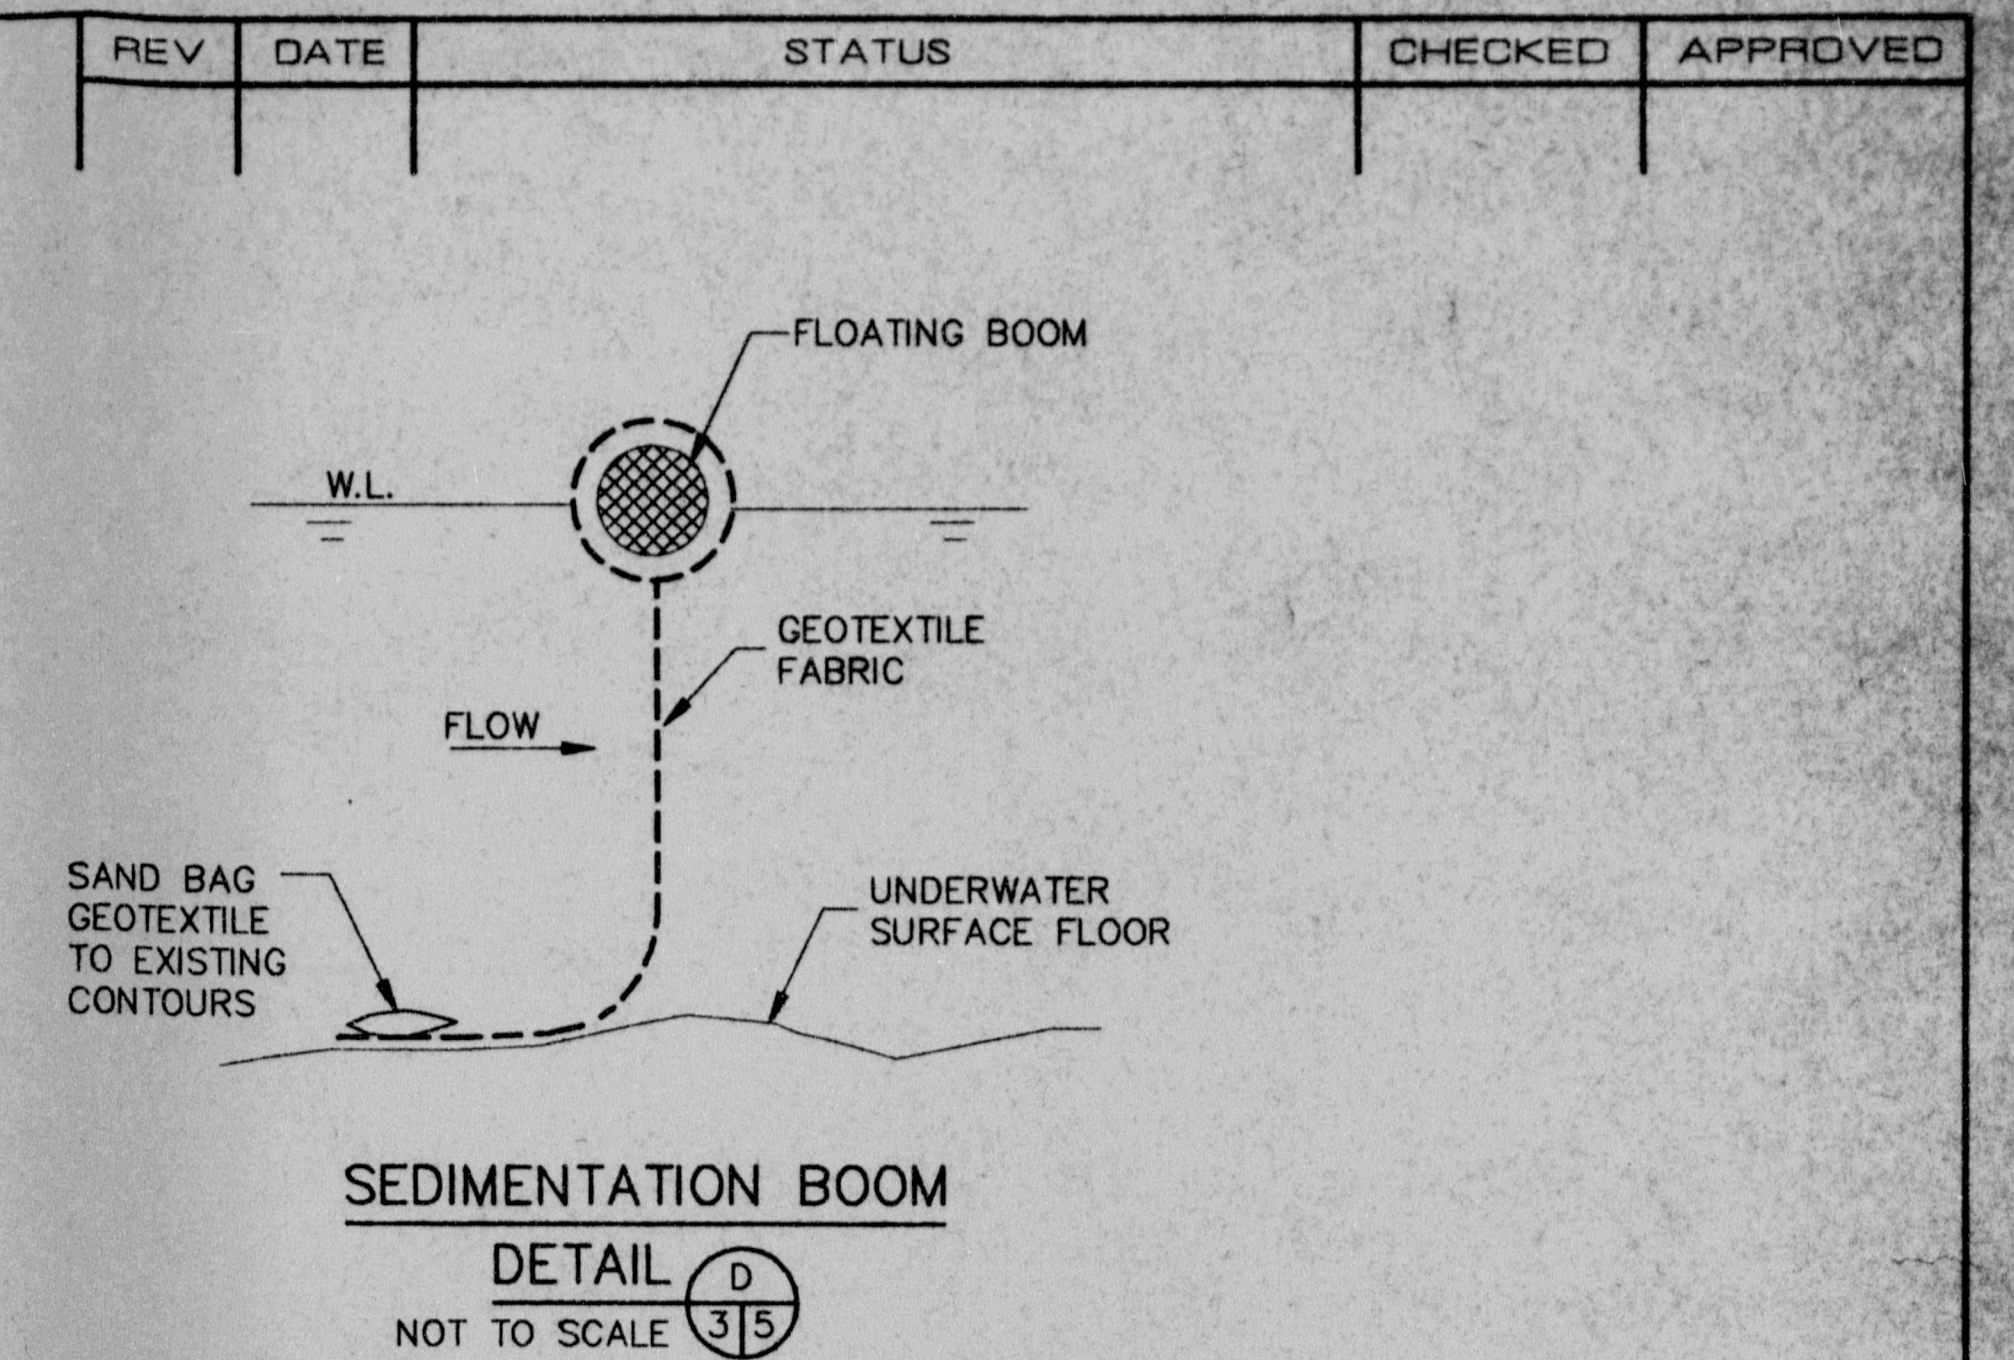 REV DATE STATUS CHECKED APPROVED
FLOATING BOOM
W.L.
GEOTEXTILE
FABRIC
FLOW
SAND BAG
GEOTEXTILE
TO EXISTING
CONTOURS
UNDERWATER
SURFACE FLOOR
SEDIMENTATION BOOM
DETAIL D
NOT TO SCALE 3 5